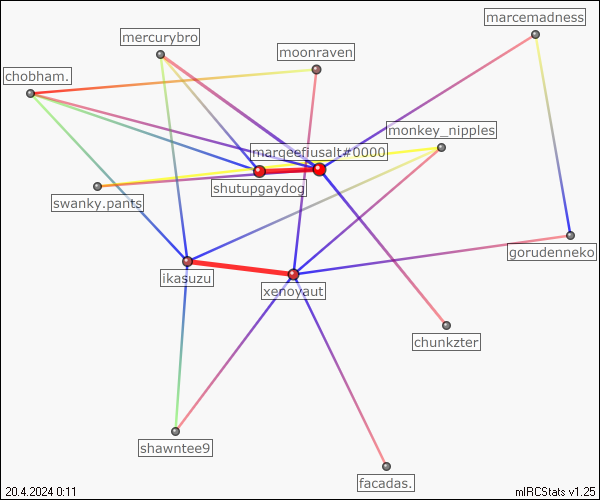 marcemadness
mercurybro
moonraven
chobham.
monkey_nipples
margeefiusalt#0000
shutupgaydog
swanky.pants
gorudenneko
ikasuzu
xenoyaut
chunkzter
shawntee9
facadas.
20.4.2024 0:11
mIRCStats v1.25